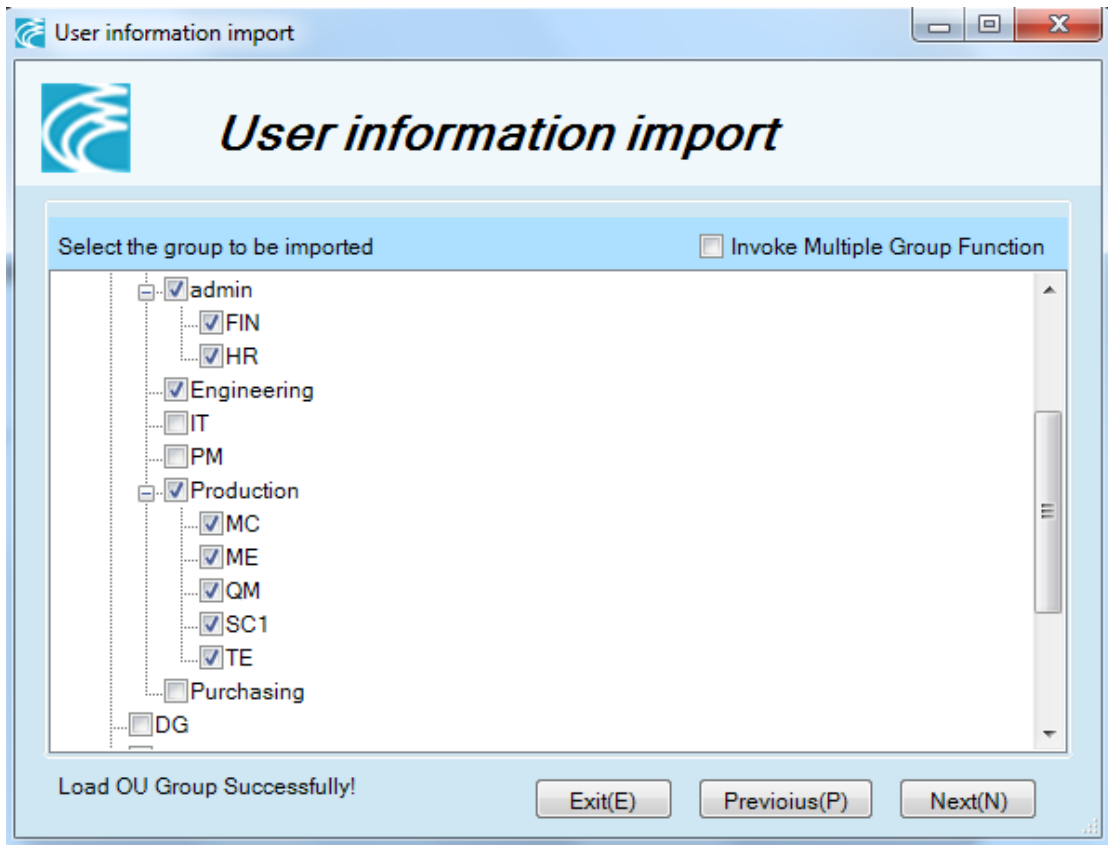 User information import
User information import
Select the group to be imported
Invoke Multiple Group Function
admin
FIN
HR
Engineering
IT
PM
Production
MC
ME
QM
SC1
TE
Purchasing
DG
Load OU Group Successfully!
Exit(E)
Previoius(P)
Next(N)